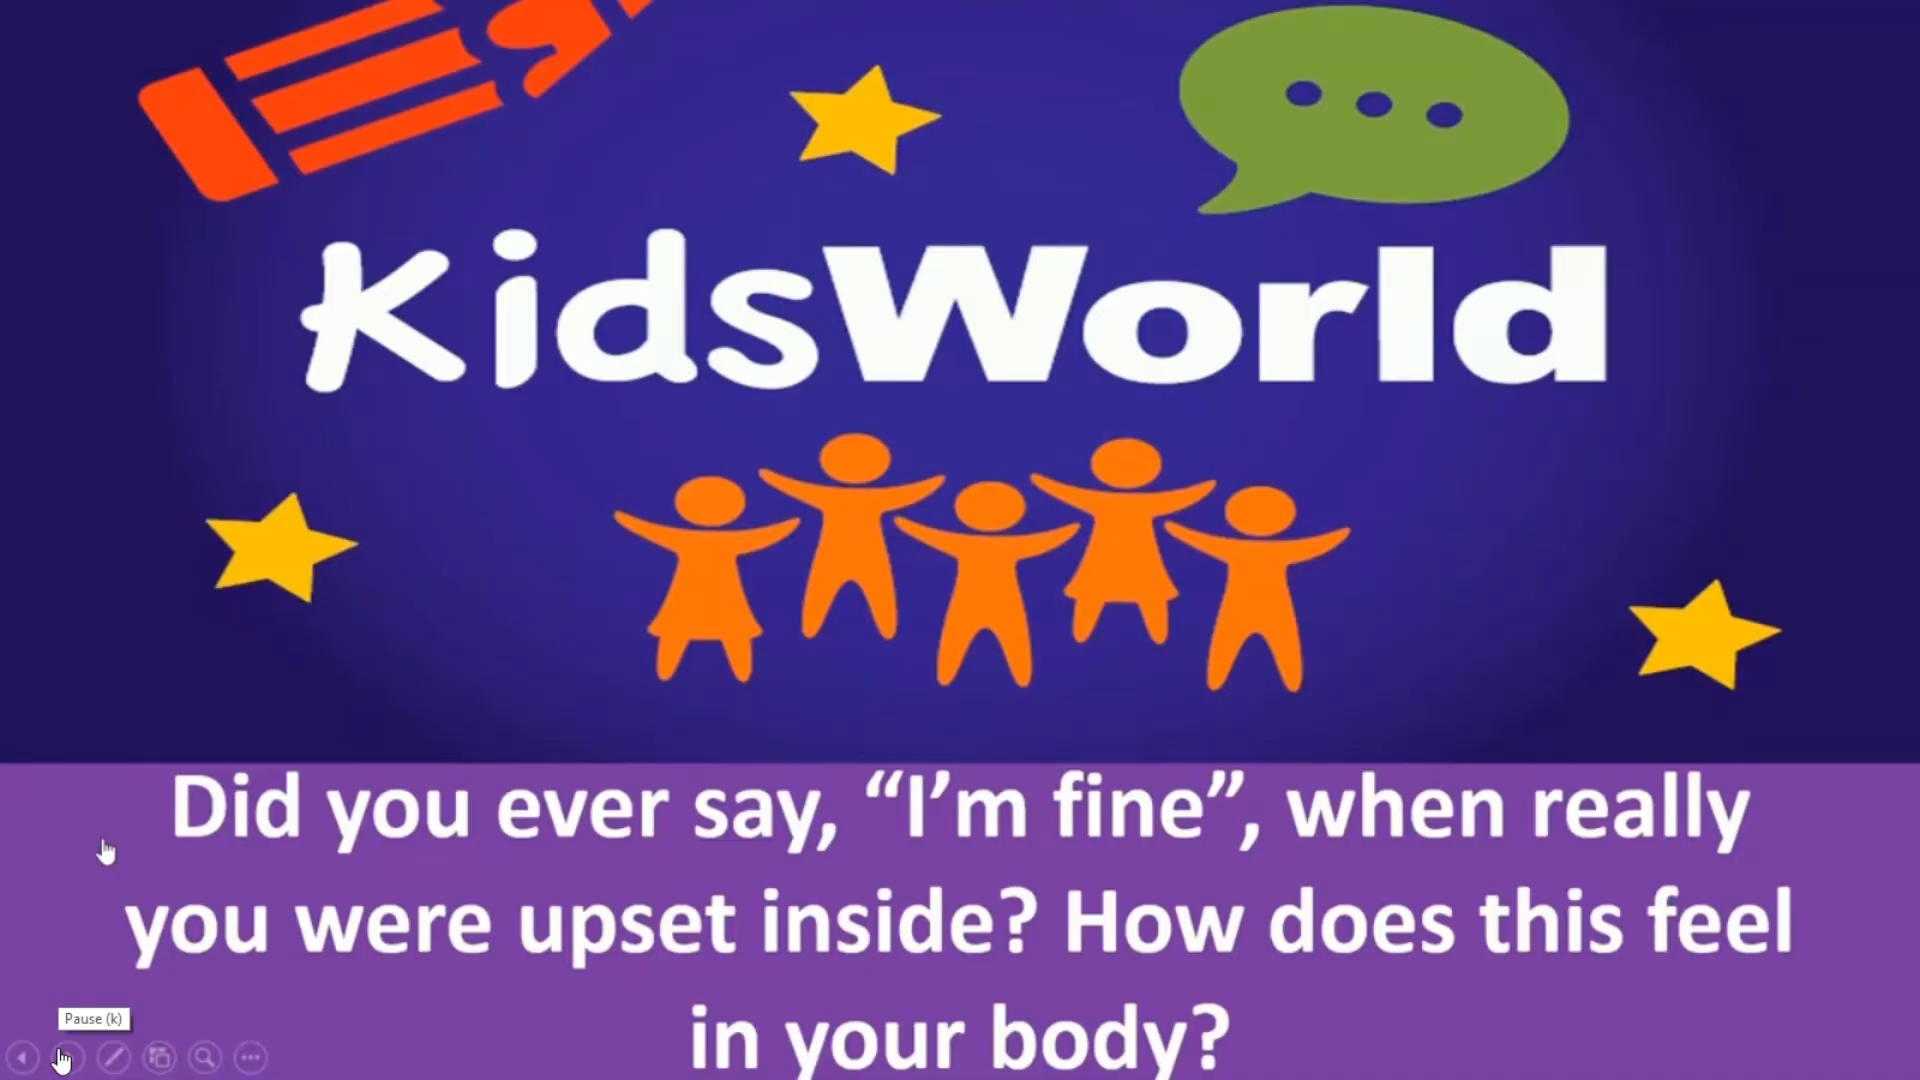 KidsWorld
Did you ever say, “I’m fine”, when really
you were upset inside? How does this feel
in your body?
Pause (k)